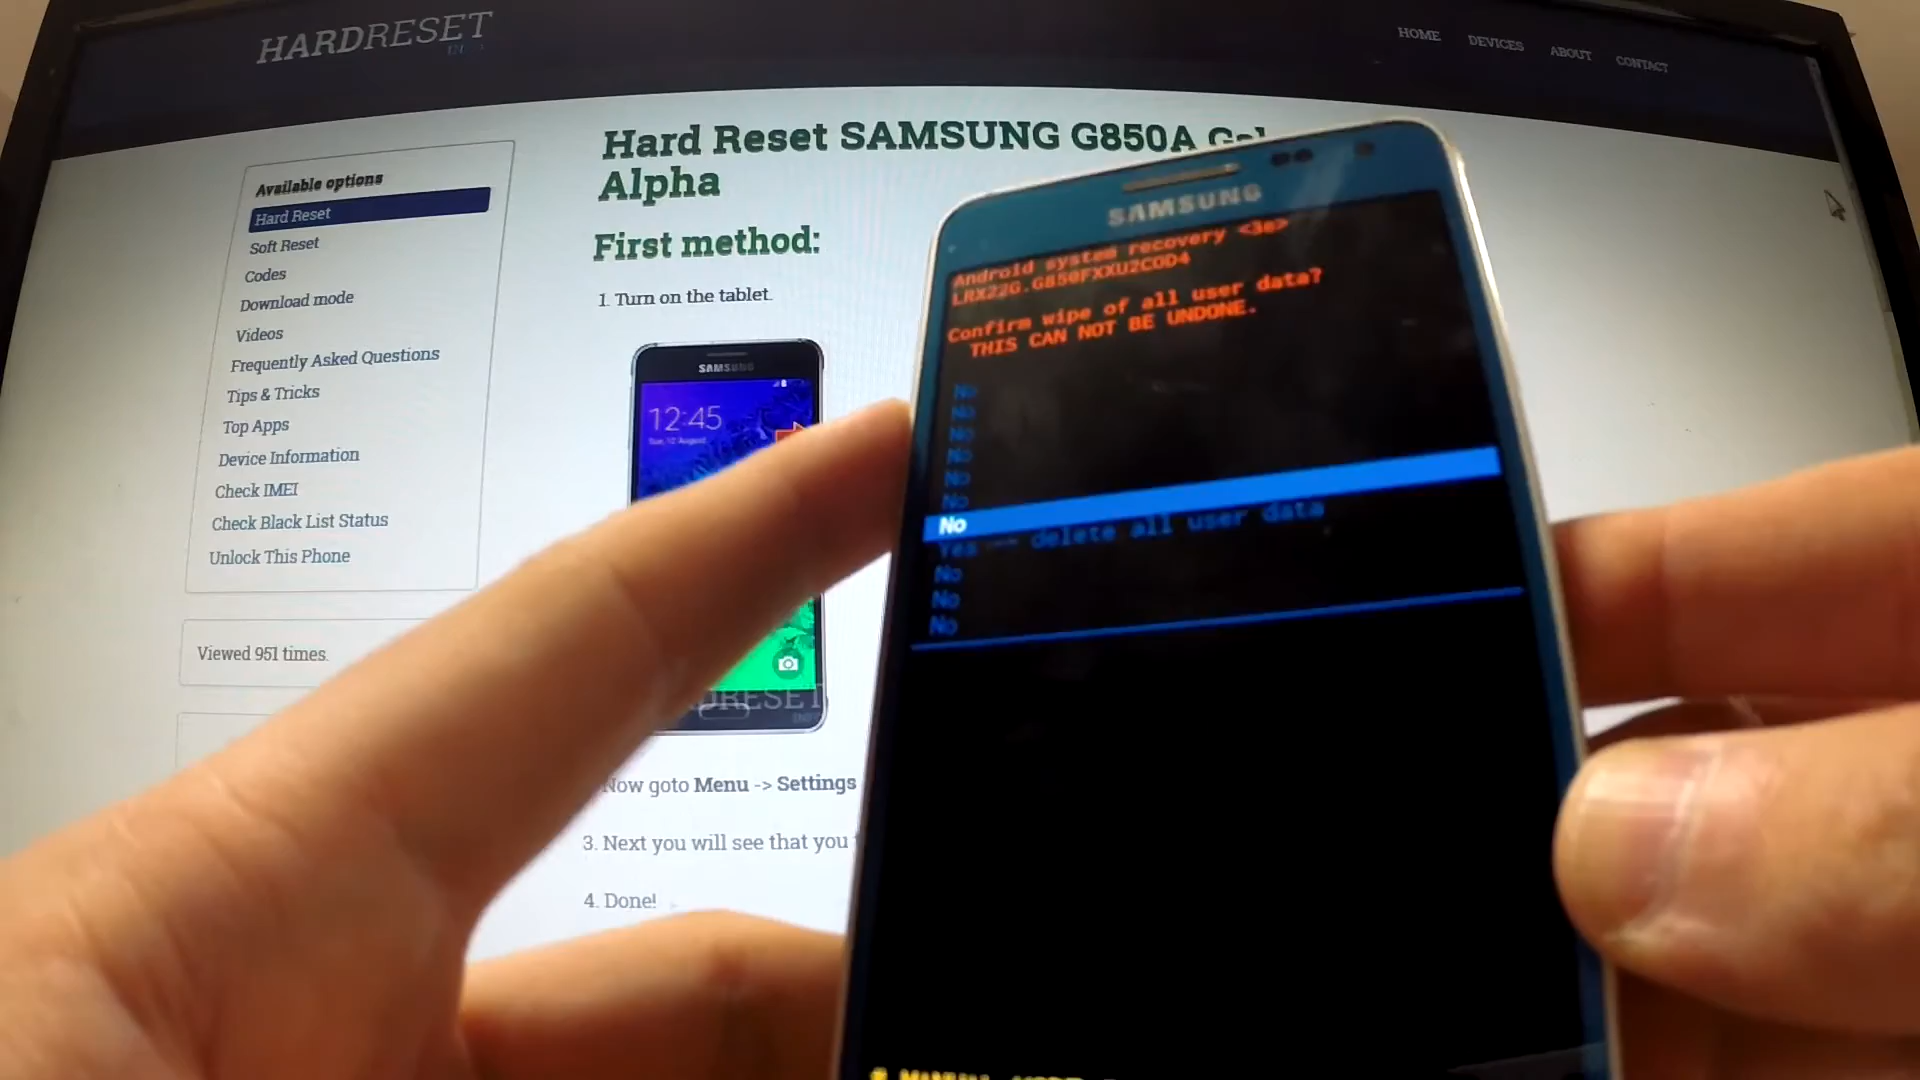 HARDRESET
HOME
DEVICES
ABOUT
CONTACT
Available options
Hard Reset
Soft Reset
Codes
Download mode
Videos
Frequently Asked Questions
Tips & Tricks
Top Apps
Device Information
Check IMEI
Check Black List Status
Unlock This Phone
Viewed 951 times.
Hard Reset SAMSUNG G850A
Alpha
First method:
1. Turn on the tablet.
SAMSUNG
12:45
Now goto Menu -> Settings
3. Next you will see that you
4. Done!
SAMSUNG
Android system recovery <3e>
LRX22G.G850FXXU2COD4
Confirm wipe of all user data?
THIS CAN NOT BE UNDONE.
No
No
No
No
No
No
No
Yes -- delete all user data
No
No
No